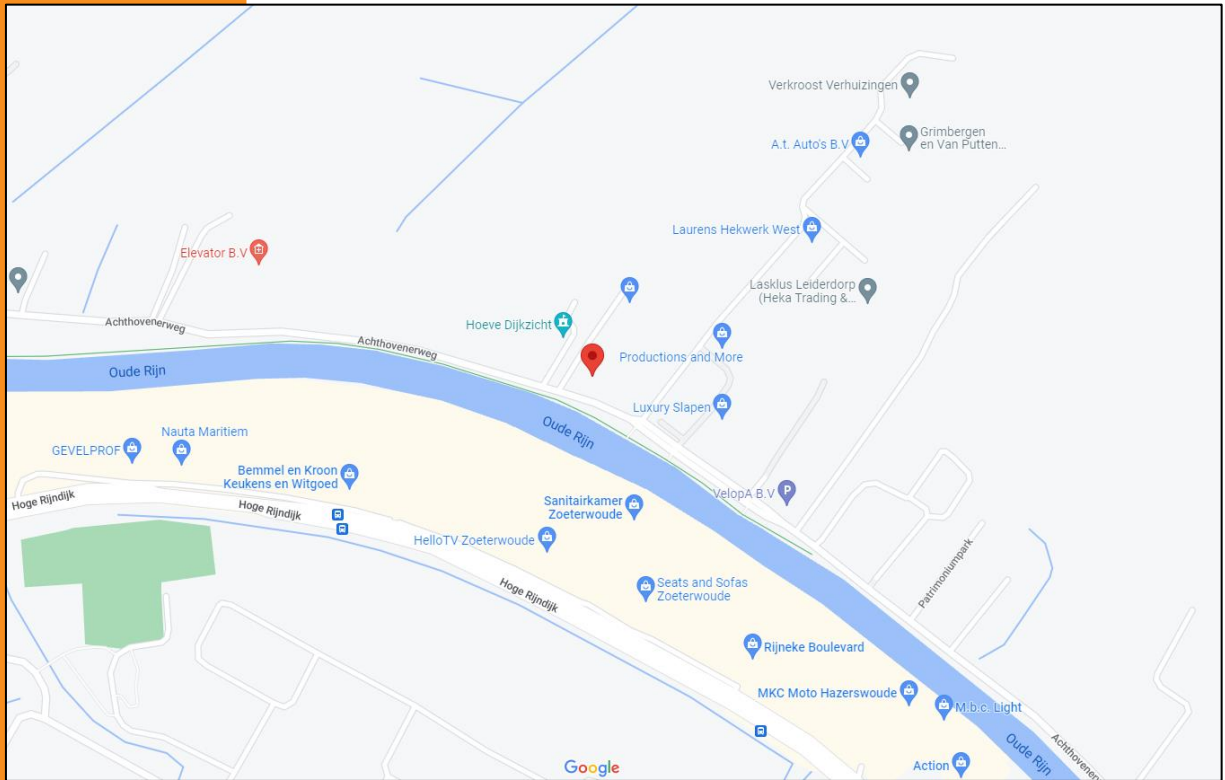 Verkroost Verhuizingen
Grimbergen
en Van Putten...
A.t. Auto's B.V
Laurens Hekwerk West
Elevator B.V
Lasklus Leiderdorp
(Heka Trading &...
Achthovenerweg
Hoeve Dijkzicht
Achthovenerweg
Productions and More
Oude Rijn
Luxury Slapen
Oude Rijn
Nauta Maritiem
GEVELPROF
Bemmel en Kroon
Keukens en Witgoed
VelopA B.V
Hoge Rijndijk
Hoge Rijndijk
Sanitairkamer
Zoeterwoude
HelloTV Zoeterwoude
Patrimoniumpark
Seats and Sofas
Zoeterwoude
Hoge Rijndijk
Rijneke Boulevard
MKC Moto Hazerswoude
M.b.c. Light
Oude Rijn
Achthovener
Action
Google